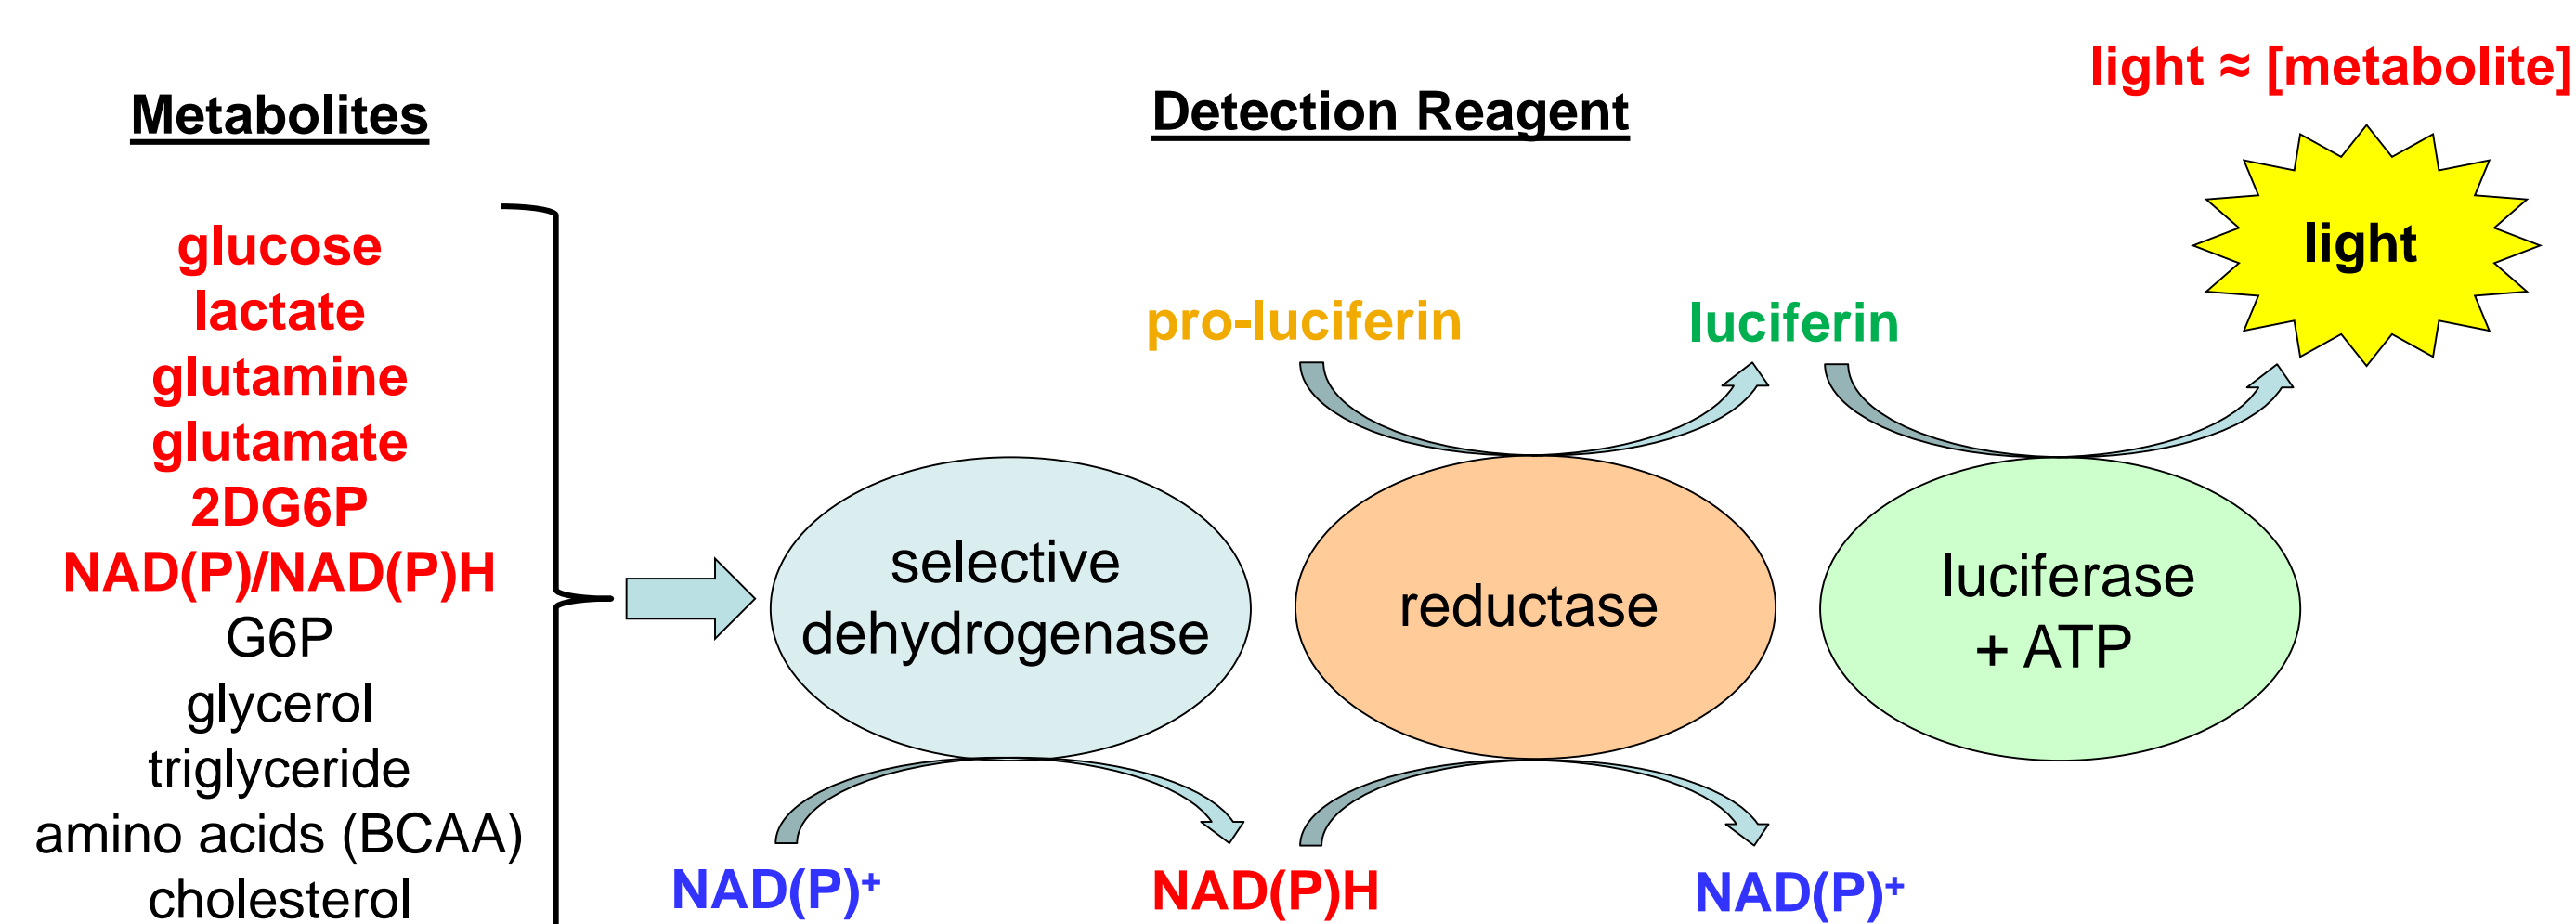 light ≈ [metabolite]
Metabolites
Detection Reagent
glucose
lactate
glutamine
glutamate
2DG6P
NAD(P)/NAD(P)H
G6P
glycerol
triglyceride
amino acids (BCAA)
cholesterol
light
pro-luciferin
luciferin
selective
dehydrogenase
reductase
luciferase
+ ATP
NAD(P)⁺
NAD(P)H
NAD(P)⁺